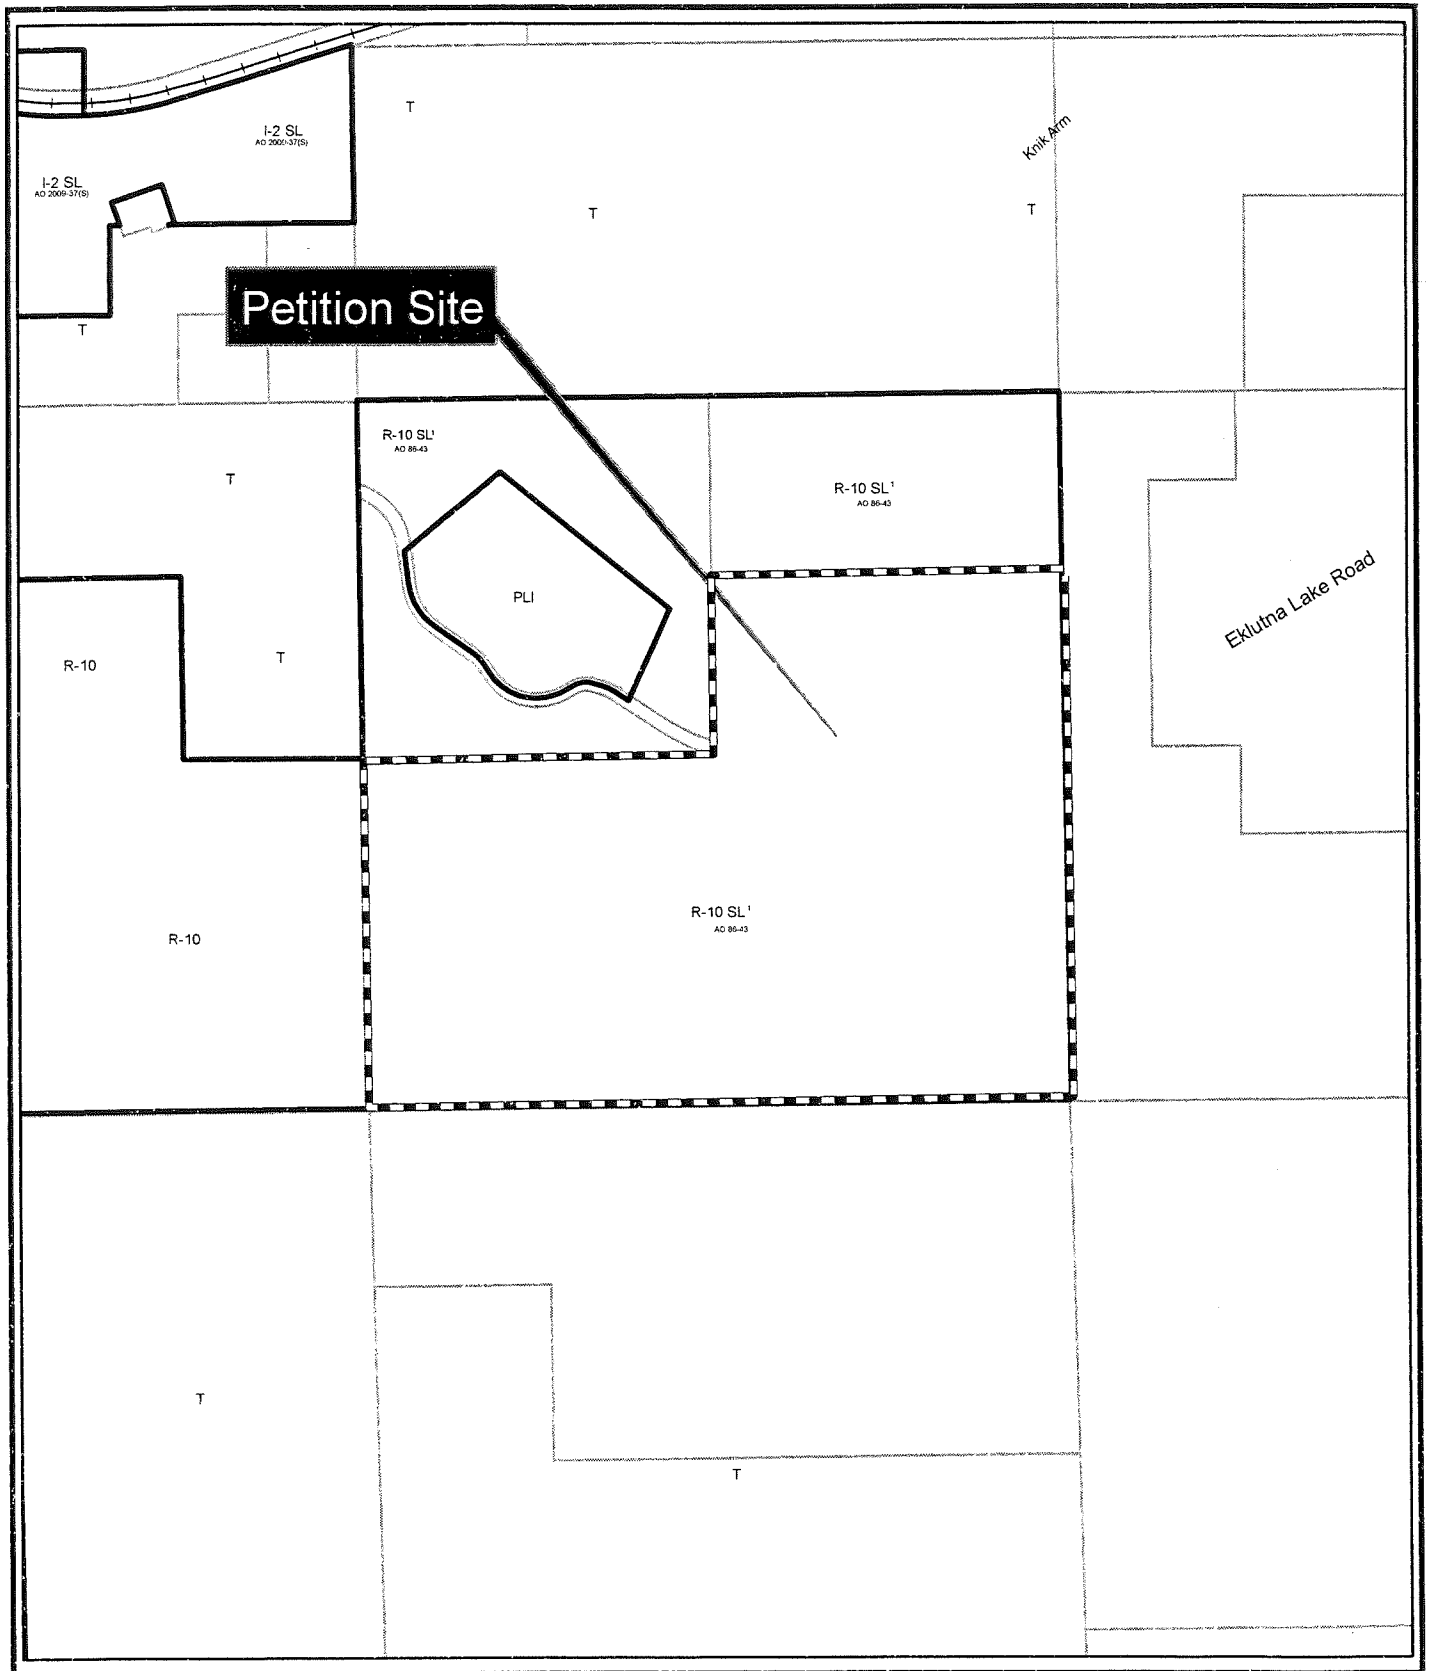 T
Knik Arm
I-2 SL
AO 2009-37(S)
I-2 SL
AO 2009-37(S)
T
T
Petition Site
T
R-10 SL¹
AO 86-43
T
R-10 SL¹
AO 86-43
Eklutna Lake Road
PLI
R-10
T
R-10 SL¹
AO 86-43
R-10
T
T